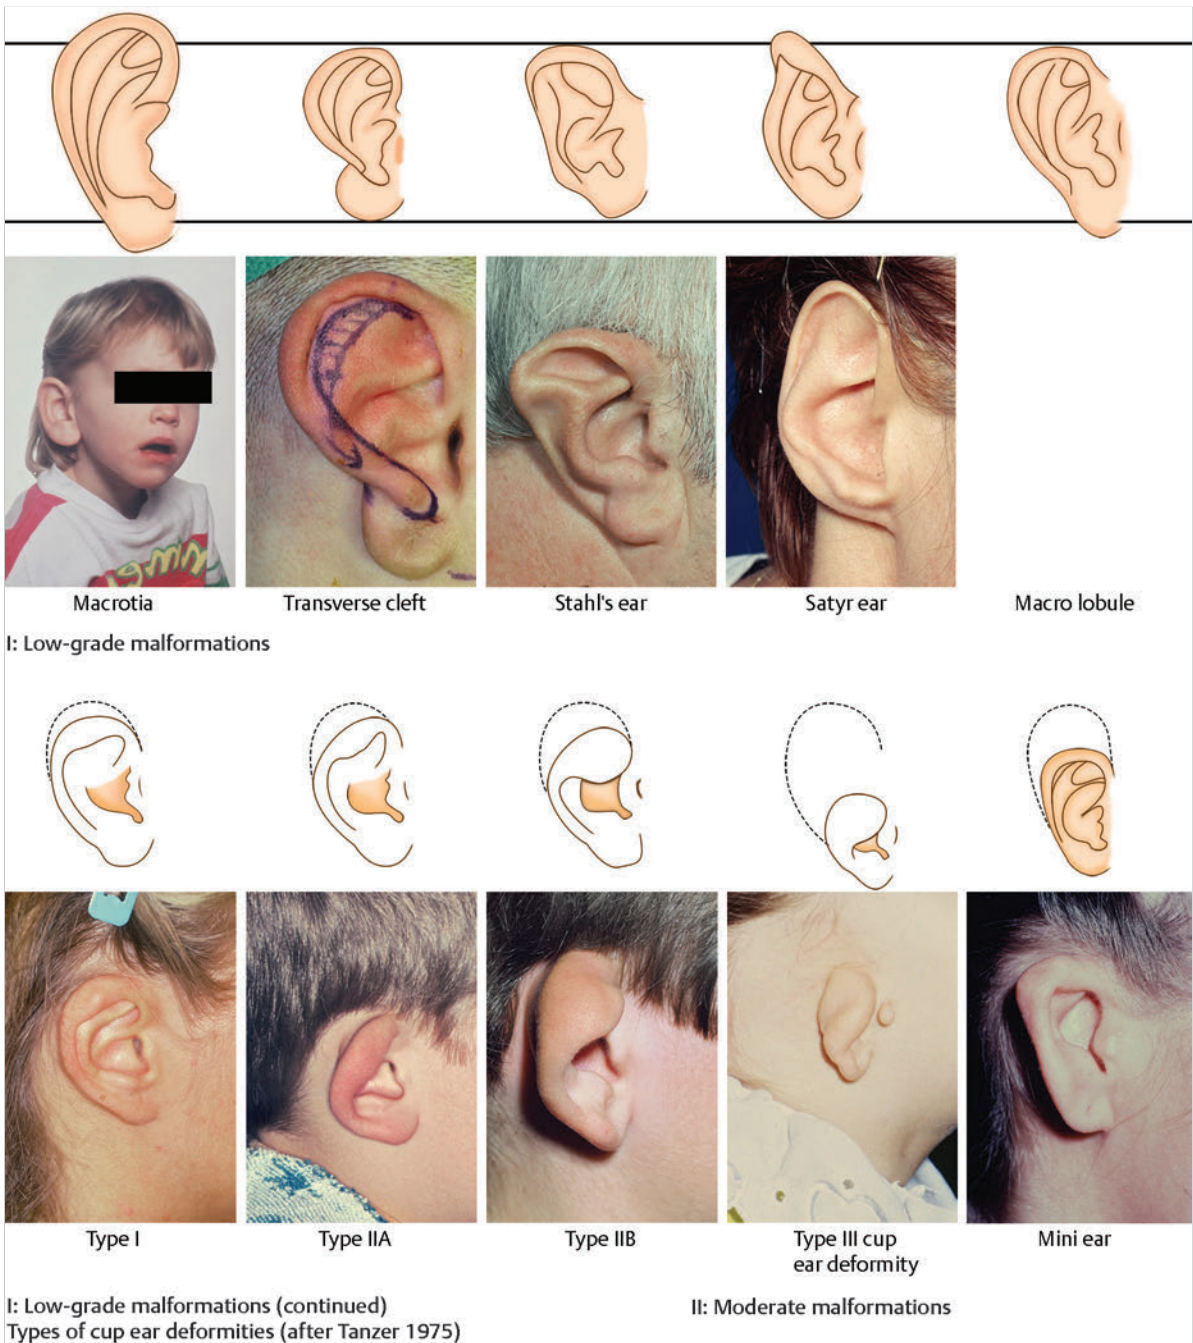 Macrotia
Transverse cleft
Stahl's ear
Satyr ear
Macro lobule
I: Low-grade malformations
Type I
Type IIA
Type IIB
Type III cup
ear deformity
Mini ear
I: Low-grade malformations (continued)
Types of cup ear deformities (after Tanzer 1975)
II: Moderate malformations